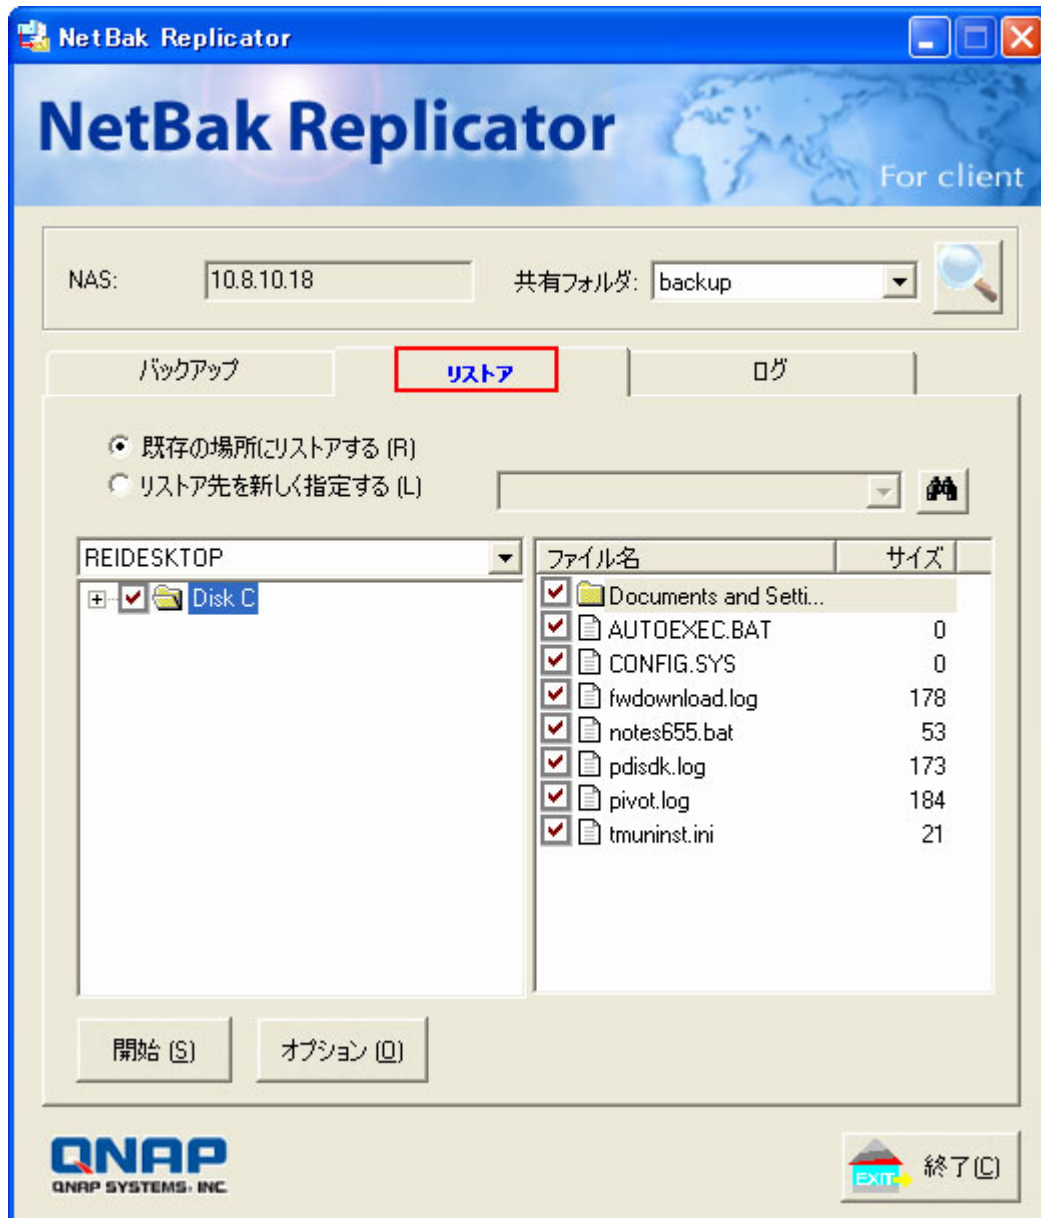 NetBak Replicator
NetBak Replicator
For client
NAS: 10.8.10.18 共有フォルダ: backup
バックアップ リストア ログ
既存の場所にリストアする (R)
リストア先を新しく指定する (L)
REIDESKTOP ファイル名 サイズ
Disk C Documents and Setti...
AUTOEXEC.BAT 0
CONFIG.SYS 0
fwdownload.log 178
notes655.bat 53
pdisdk.log 173
pivot.log 184
tmuninst.ini 21
開始 (S) オプション (O)
QNAP
QNAP SYSTEMS, INC
EXIT 終了(C)